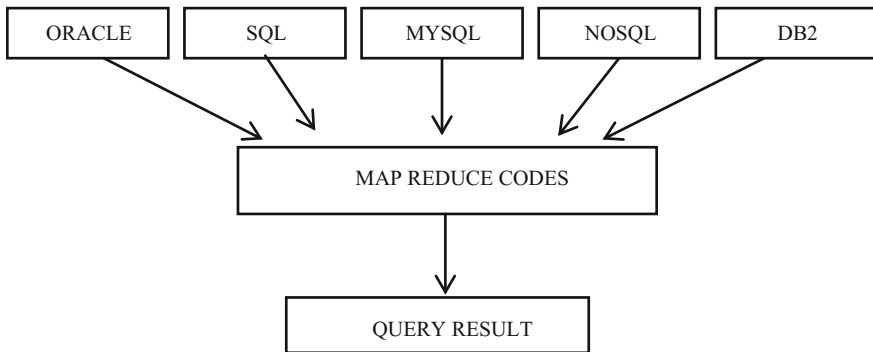 ORACLE SQL MYSQL NOSQL DB2
MAP REDUCE CODES
QUERY RESULT